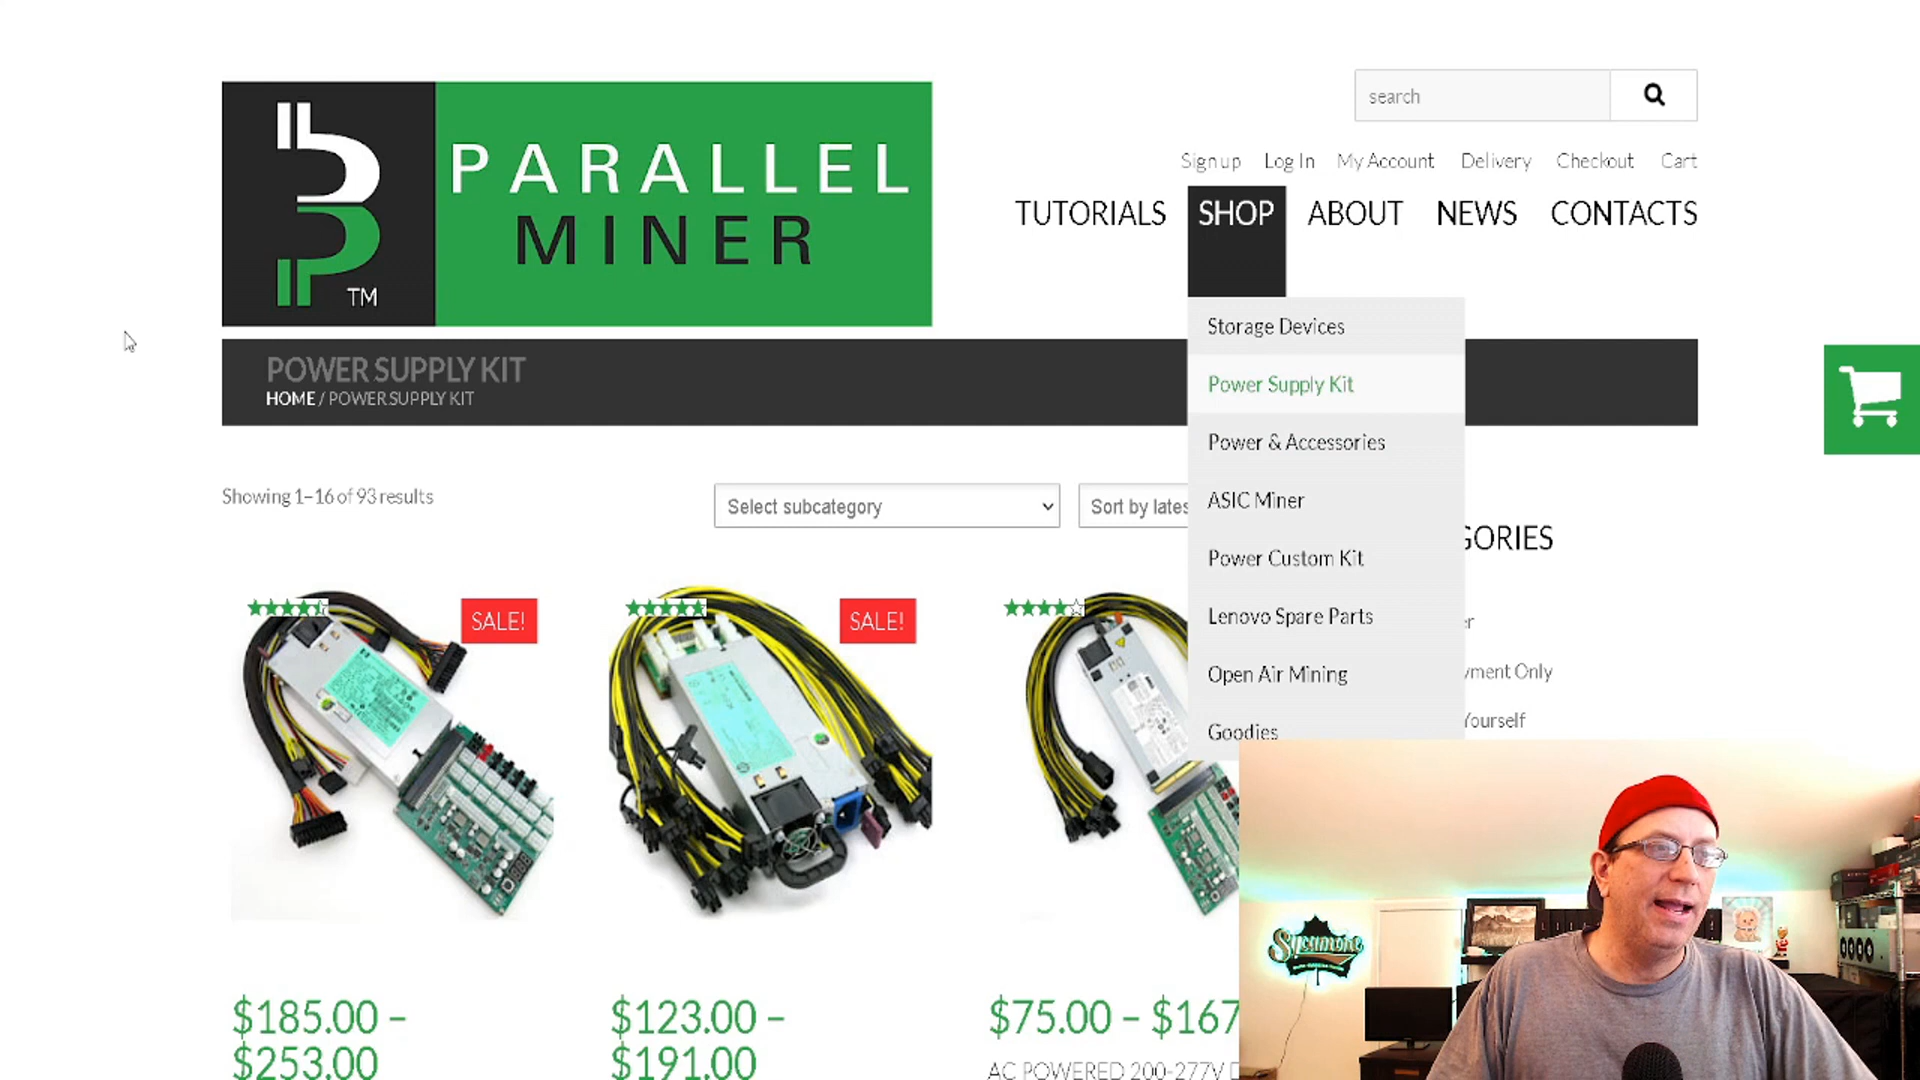 search
Sign up Log In My Account Delivery Checkout Cart
PARALLEL
MINER
TM
TUTORIALS SHOP ABOUT NEWS CONTACTS
Storage Devices
Power Supply Kit
Power & Accessories
ASIC Miner
Power Custom Kit
Lenovo Spare Parts
Open Air Mining
Goodies
POWER SUPPLY KIT
HOME / POWER SUPPLY KIT
Showing 1–16 of 93 results
Select subcategory
Sort by lates
GORIES
er
yment Only
Yourself
SALE!
SALE!
$185.00 –
$253.00
$123.00 –
$191.00
$75.00 – $167
AC POWERED 200-277V D
Sycamore